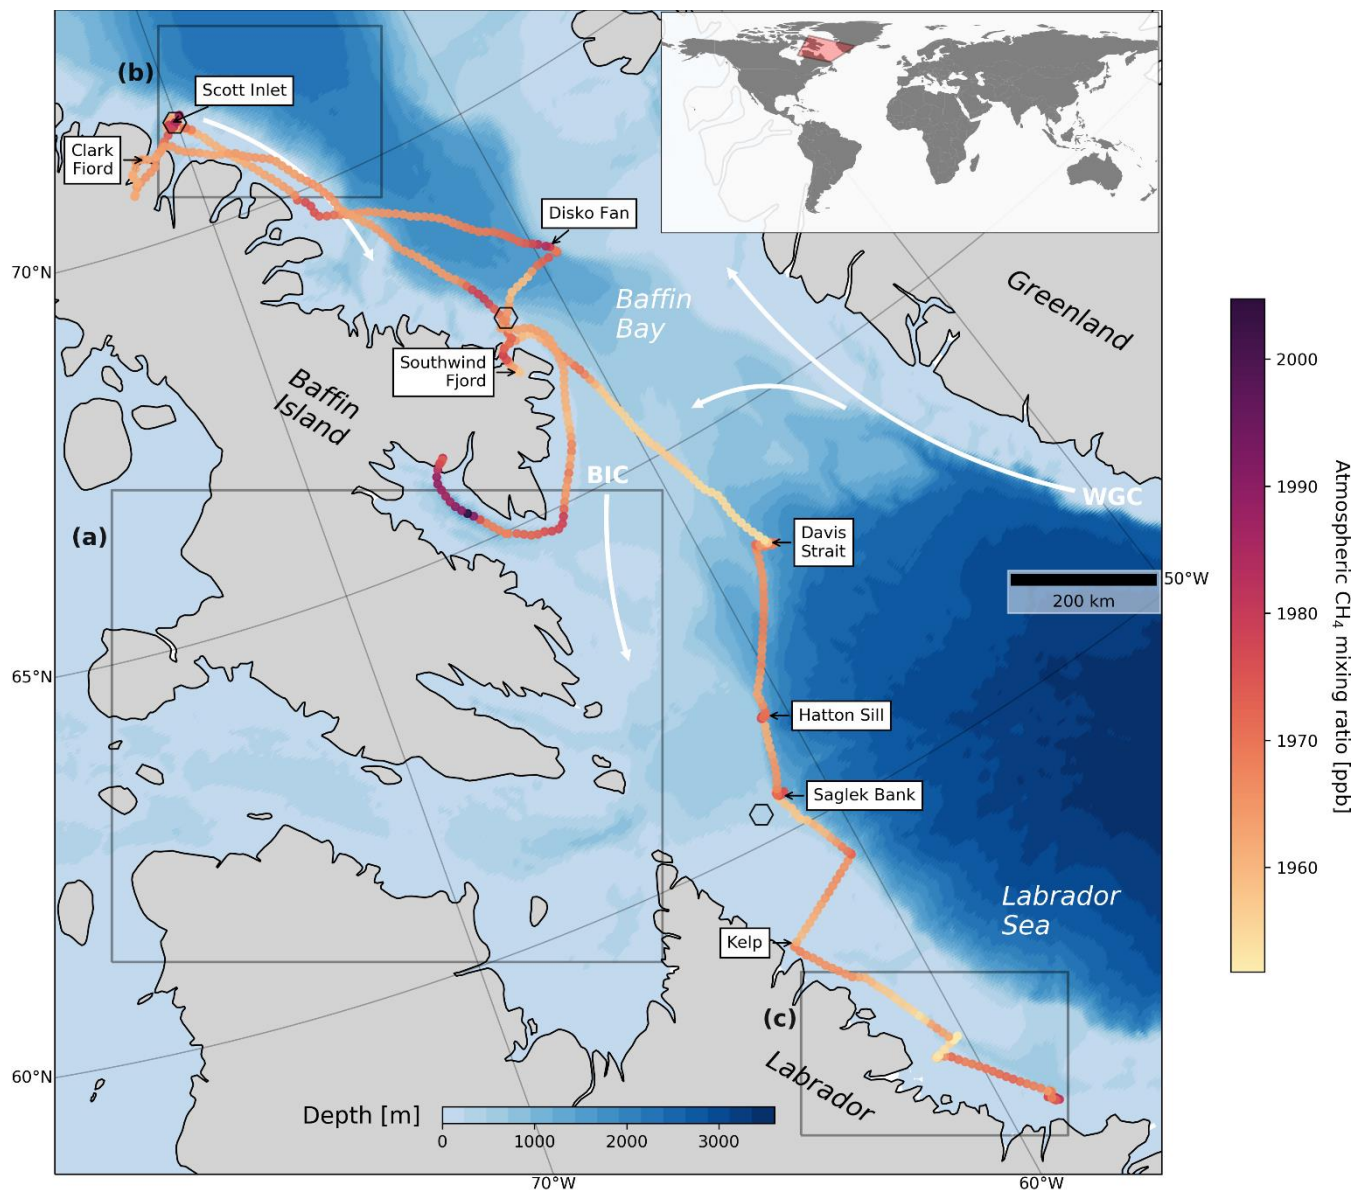 (b)
Scott Inlet
Clark
Fiord
Disko Fan
70°N
Baffin
Bay
Greenland
Southwind
Fjord
Baffin
Island
BIC
WGC
(a)
Davis
Strait
50°W
200 km
2000
1990
1980
1970
1960
Atmospheric CH₄ mixing ratio [ppb]
65°N
Hatton Sill
Saglek Bank
Labrador
Sea
Kelp
(c)
Labrador
60°N
Depth [m]
0
1000
2000
3000
70°W
60°W